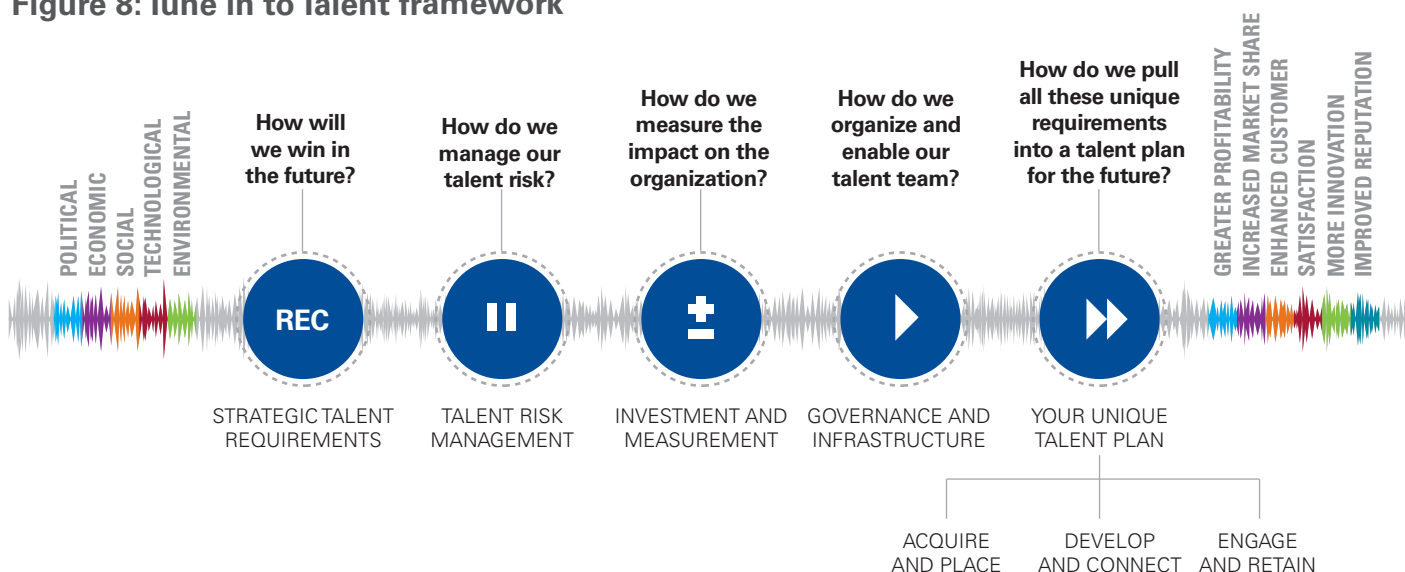 Figure 8: Tune in to Talent framework
POLITICAL
ECONOMIC
SOCIAL
TECHNOLOGICAL
ENVIRONMENTAL
How will
we win in
the future?
How do we
manage our
talent risk?
How do we
measure the
impact on the
organization?
How do we
organize and
enable our
talent team?
How do we pull
all these unique
requirements
into a talent plan
for the future?
GREATER PROFITABILITY
INCREASED MARKET SHARE
ENHANCED CUSTOMER
SATISFACTION
MORE INNOVATION
IMPROVED REPUTATION
REC
STRATEGIC TALENT
REQUIREMENTS
TALENT RISK
MANAGEMENT
INVESTMENT AND
MEASUREMENT
GOVERNANCE AND
INFRASTRUCTURE
YOUR UNIQUE
TALENT PLAN
ACQUIRE
AND PLACE
DEVELOP
AND CONNECT
ENGAGE
AND RETAIN